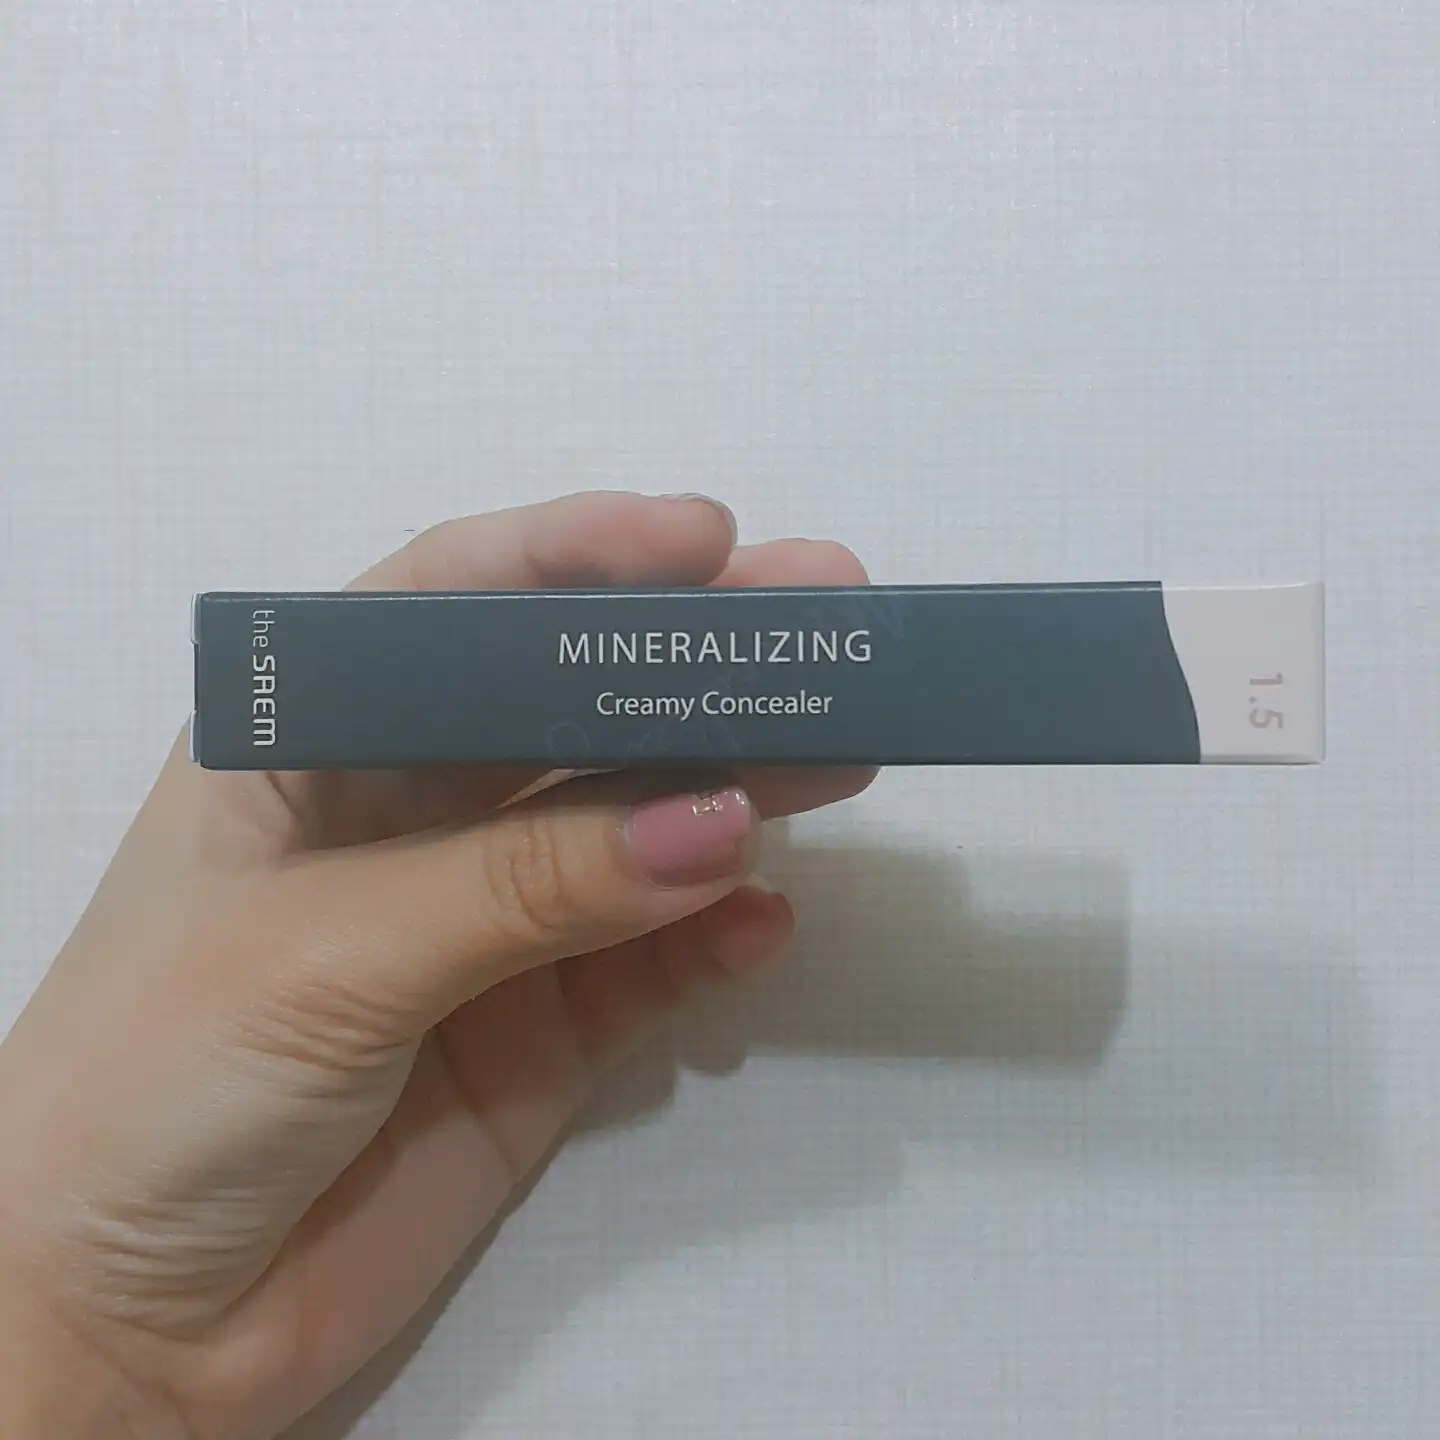 the SAEM
MINERALIZING
Creamy Concealer
1.5